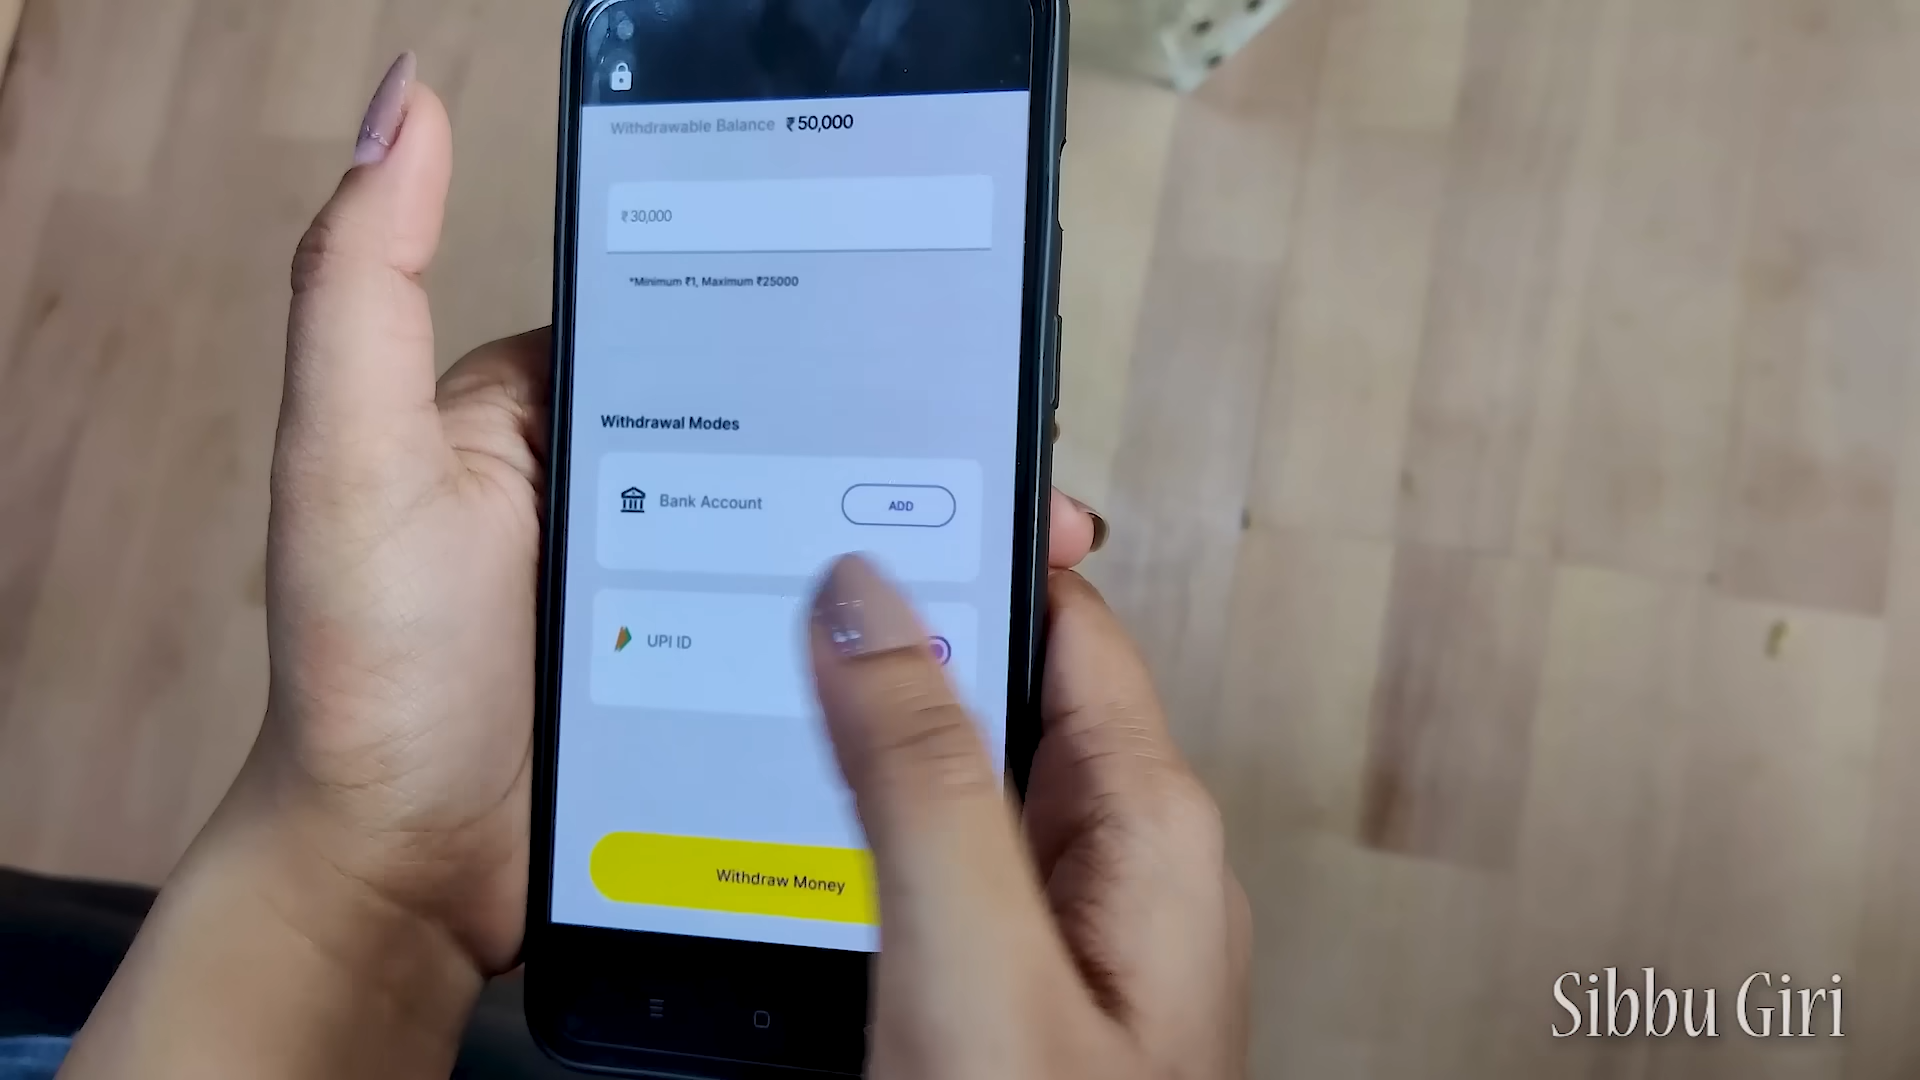 Withdrawable Balance ₹50,000
₹30,000
*Minimum ₹1, Maximum ₹25000
Withdrawal Modes
Bank Account ADD
UPI ID
Withdraw Money
Sibbu Giri